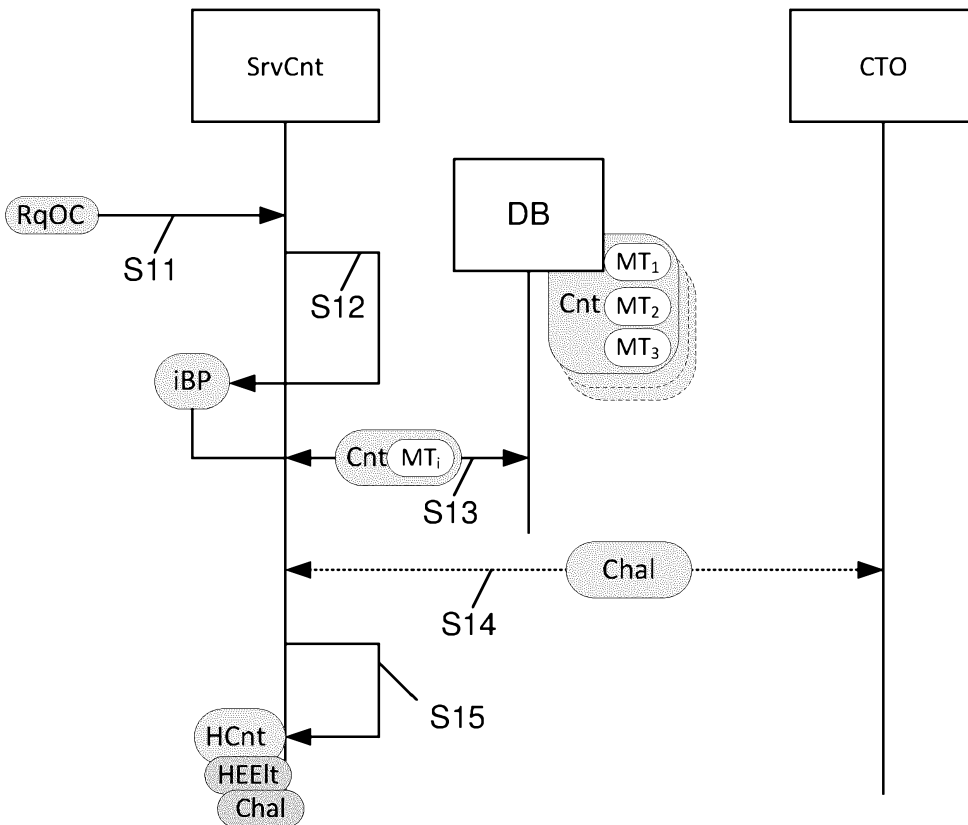 SrvCnt
CTO
DB
RqOC
S11
MT₁
Cnt
MT₂
MT₃
S12
iBP
Cnt
MTᵢ
S13
Chal
S14
S15
HCnt
HEElt
Chal